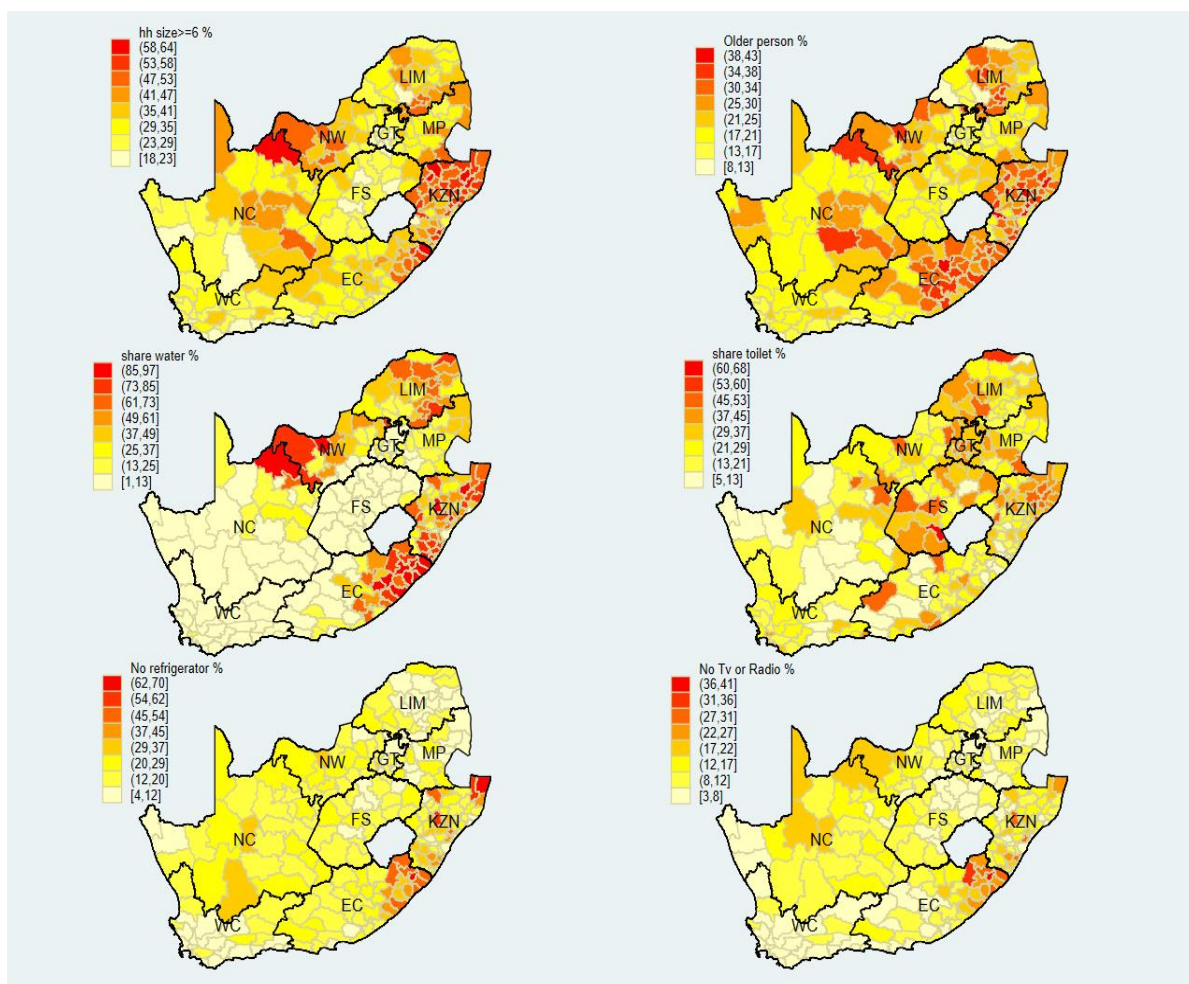 hh size>=6 %
(58,64]
(53,58]
(47,53]
(41,47]
(35,41]
(29,35]
(23,29]
[18,23]
LIM
NW
GT
MP
FS
KZN
NC
EC
WC
Older person %
(38,43]
(34,38]
(30,34]
(25,30]
(21,25]
(17,21]
(13,17]
[8,13]
LIM
NW
GT
MP
FS
KZN
NC
EC
WC
share water %
(85,97]
(73,85]
(61,73]
(49,61]
(37,49]
(25,37]
(13,25]
[1,13]
LIM
NW
GT
MP
FS
KZN
NC
EC
WC
share toilet %
(60,68]
(53,60]
(45,53]
(37,45]
(29,37]
(21,29]
(13,21]
[5,13]
LIM
NW
GT
MP
FS
KZN
NC
EC
WC
No refrigerator %
(62,70]
(54,62]
(45,54]
(37,45]
(29,37]
(20,29]
(12,20]
[4,12]
LIM
NW
GT
MP
FS
KZN
NC
EC
WC
No Tv or Radio %
(36,41]
(31,36]
(27,31]
(22,27]
(17,22]
(12,17]
(8,12]
[3,8]
LIM
NW
GT
MP
FS
KZN
NC
EC
WC